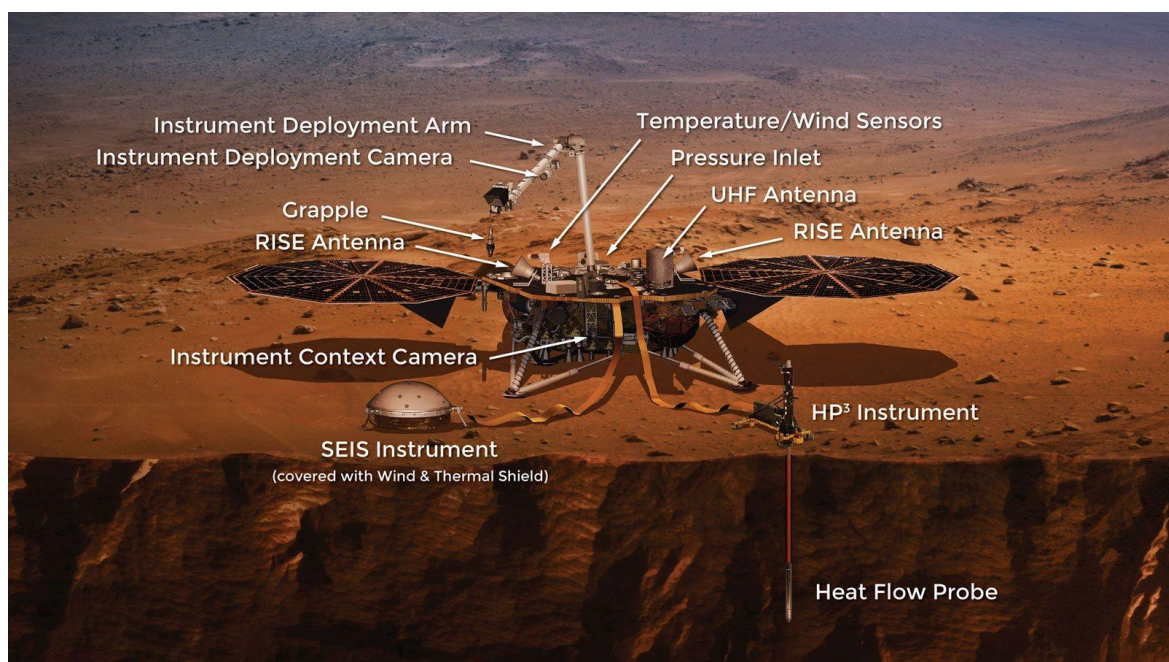 Instrument Deployment Arm
Instrument Deployment Camera
Grapple
RISE Antenna
Temperature/Wind Sensors
Pressure Inlet
UHF Antenna
RISE Antenna
Instrument Context Camera
SEIS Instrument
(covered with Wind & Thermal Shield)
HP³ Instrument
Heat Flow Probe